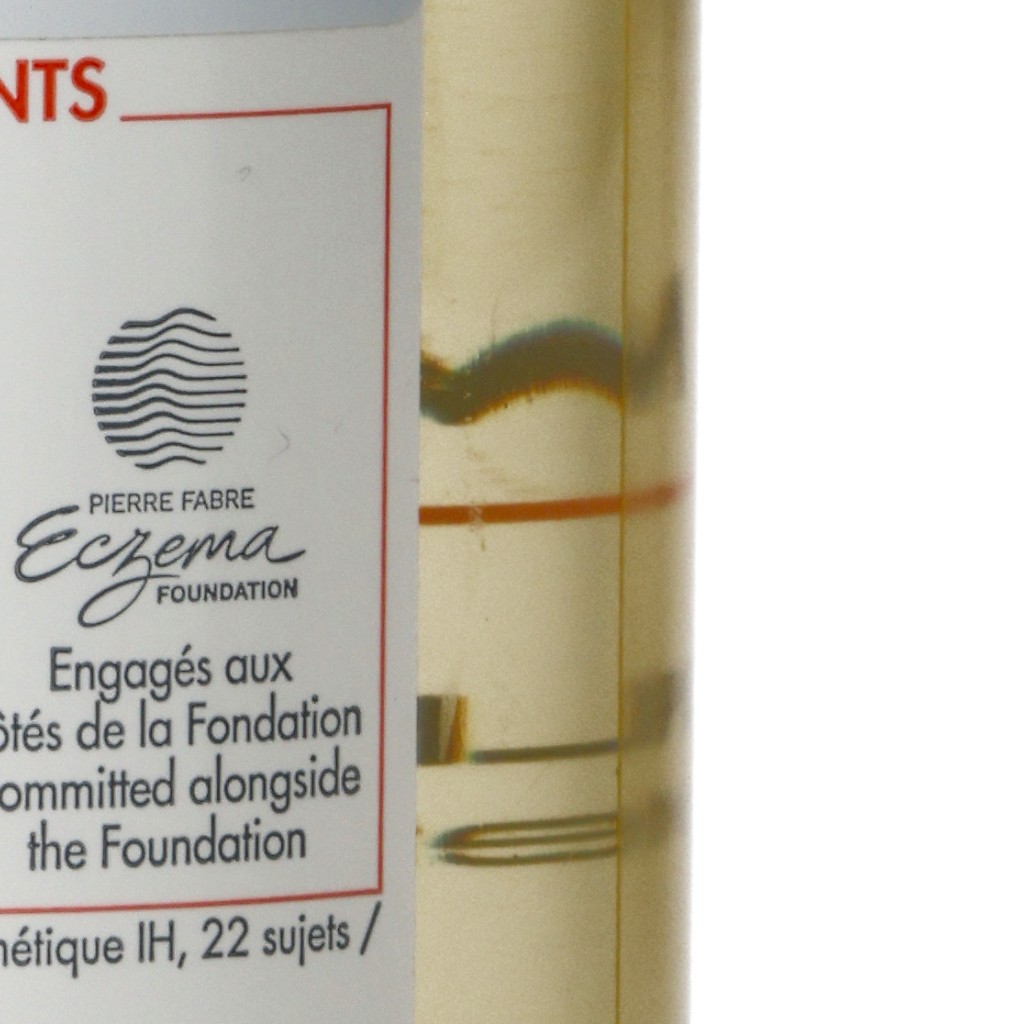 NTS
PIERRE FABRE
Eczema
FOUNDATION
Engagés aux
ôtés de la Fondation
ommitted alongside
the Foundation
nétique IH, 22 sujets /